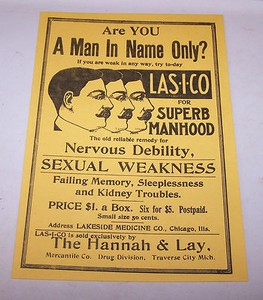 Are YOU
A Man In Name Only?
If you are weak in any way, try to-day
LAS-I-CO
FOR
SUPERB
MANHOOD
The old reliable remedy for
Nervous Debility,
SEXUAL WEAKNESS
Failing Memory, Sleeplessness
and Kidney Troubles.
PRICE $1. a Box. Six for $5. Postpaid.
Small size 50 cents.
Address LAKESIDE MEDICINE CO., Chicago, Ills.
LAS-I-CO is sold exclusively by
The Hannah & Lay,
Mercantile Co. Drug Division, Traverse City Mich.